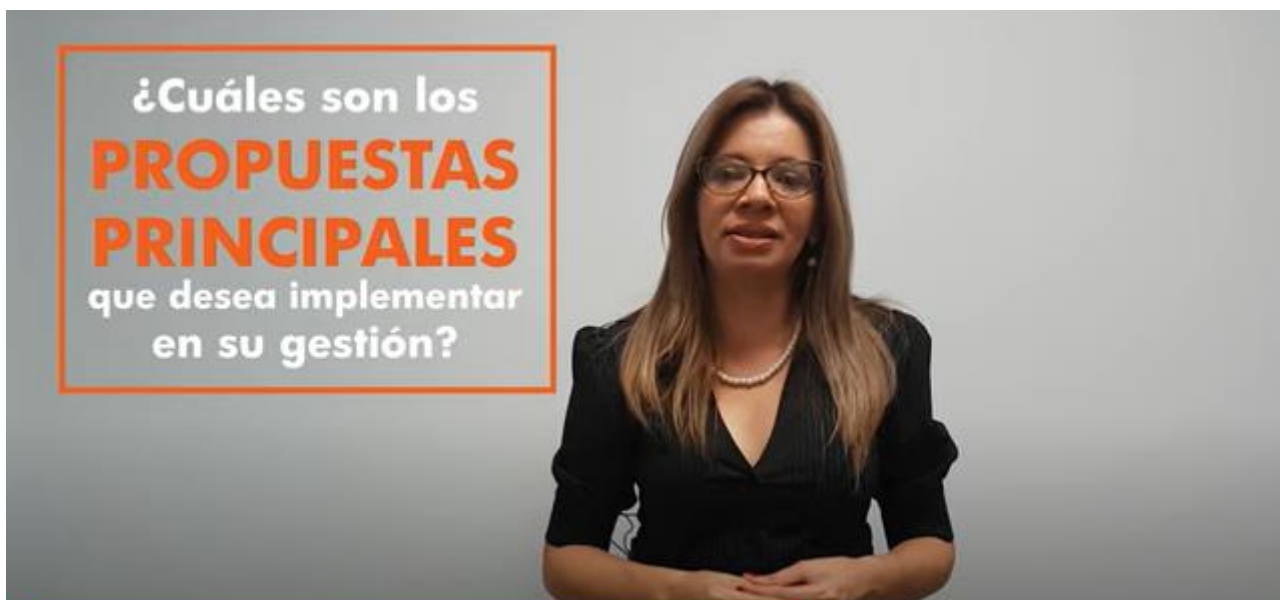 ¿Cuáles son los
PROPUESTAS
PRINCIPALES
que desea implementar
en su gestión?